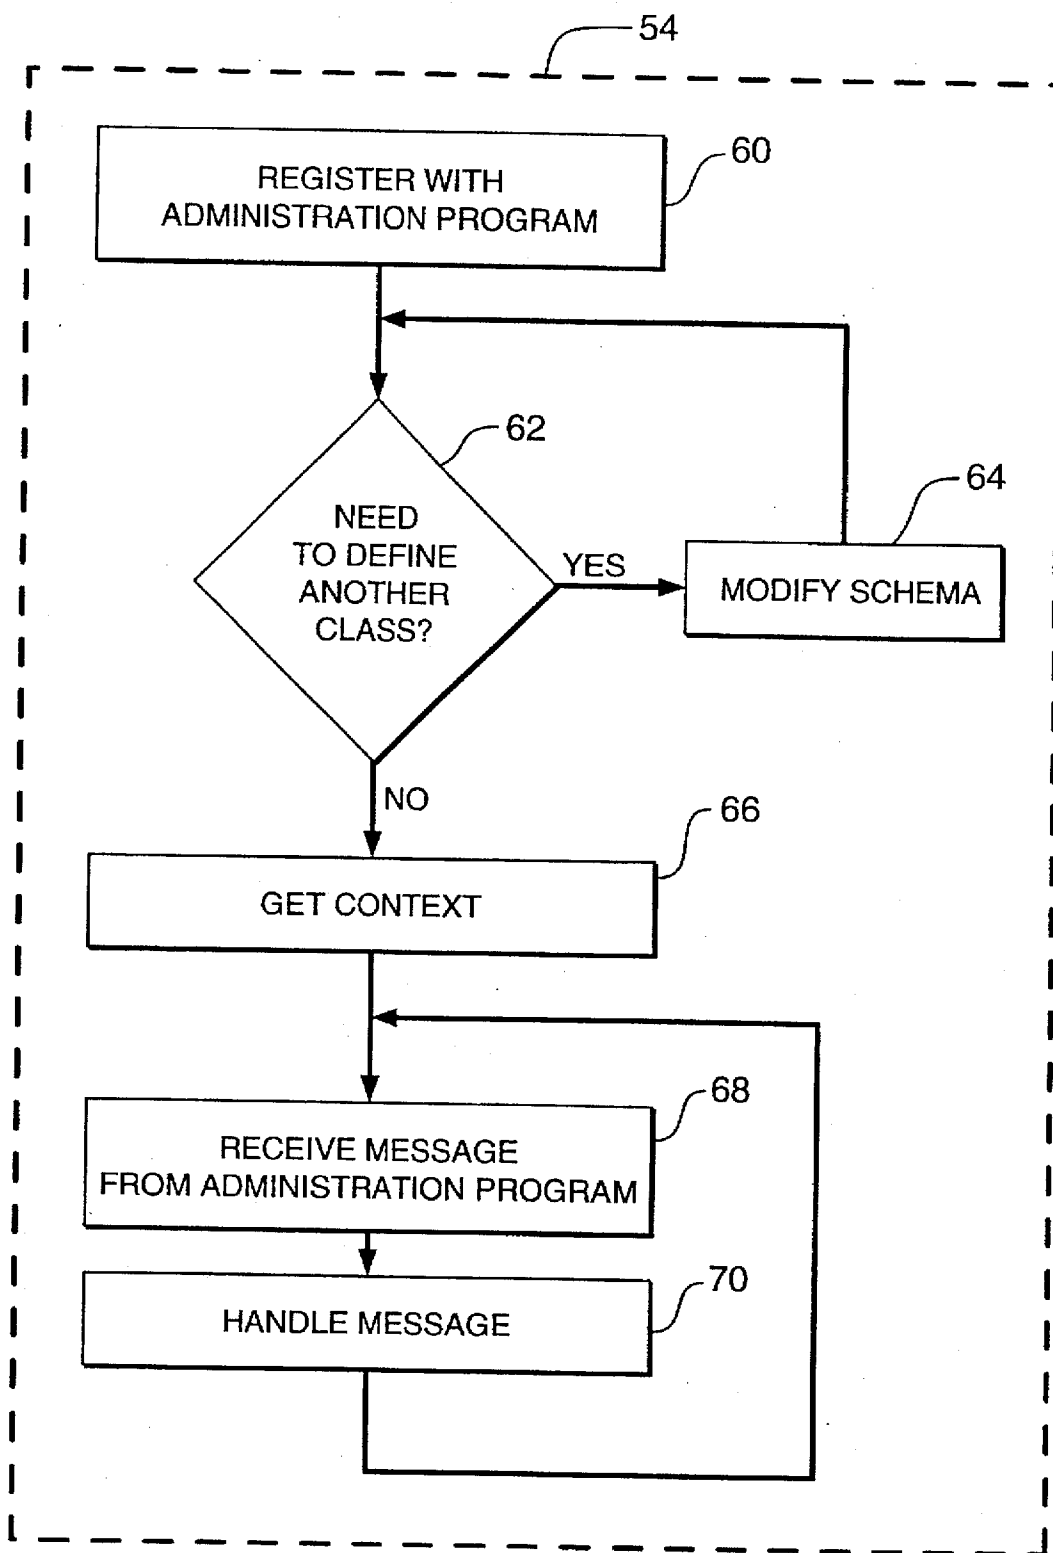 54
REGISTER WITH
ADMINISTRATION PROGRAM
60
NEED
TO DEFINE
ANOTHER
CLASS?
62
YES
MODIFY SCHEMA
64
NO
GET CONTEXT
66
RECEIVE MESSAGE
FROM ADMINISTRATION PROGRAM
68
HANDLE MESSAGE
70